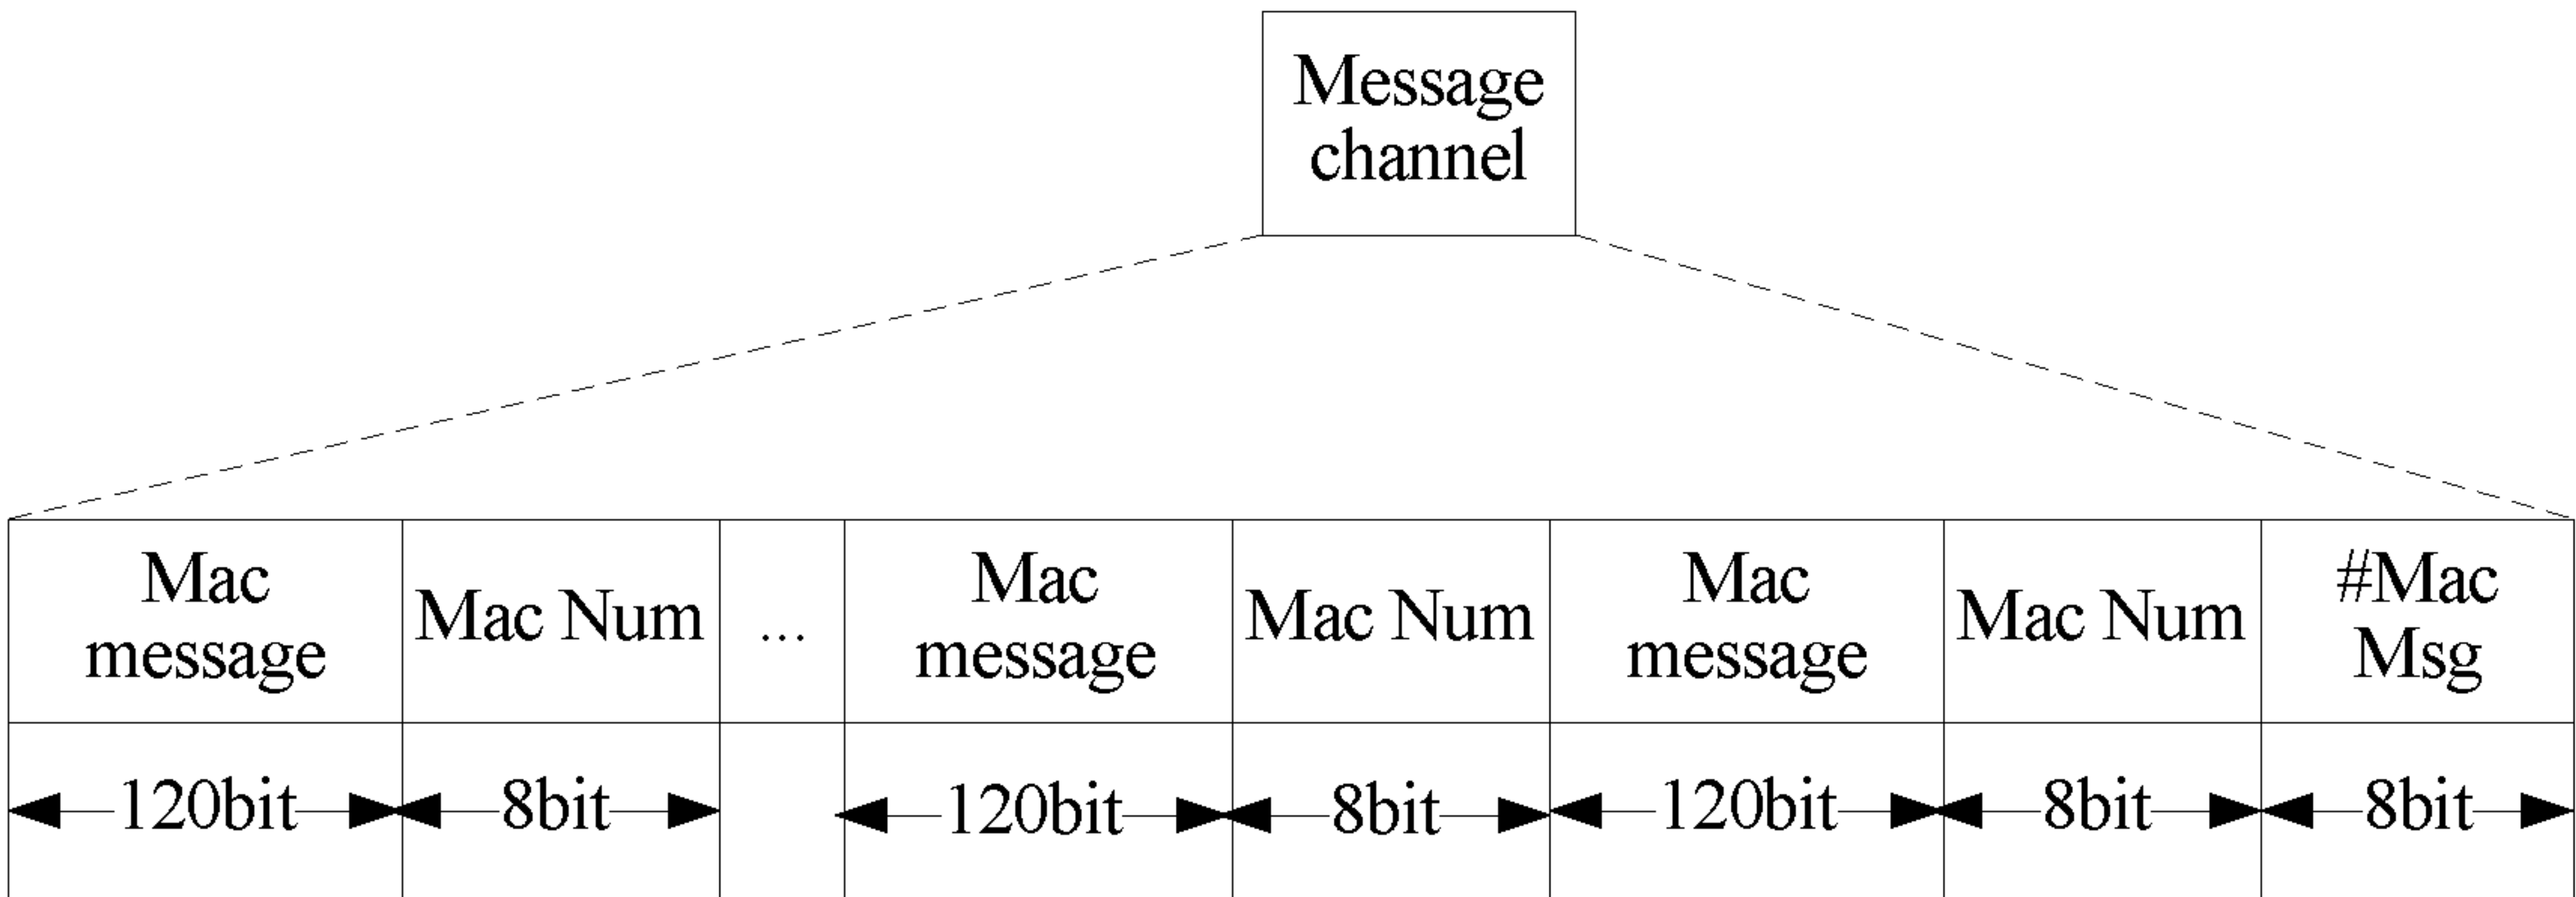 Message
channel
Mac
message
Mac Num
...
Mac
message
Mac Num
Mac
message
Mac Num
#Mac
Msg
120bit
8bit
120bit
8bit
120bit
8bit
8bit